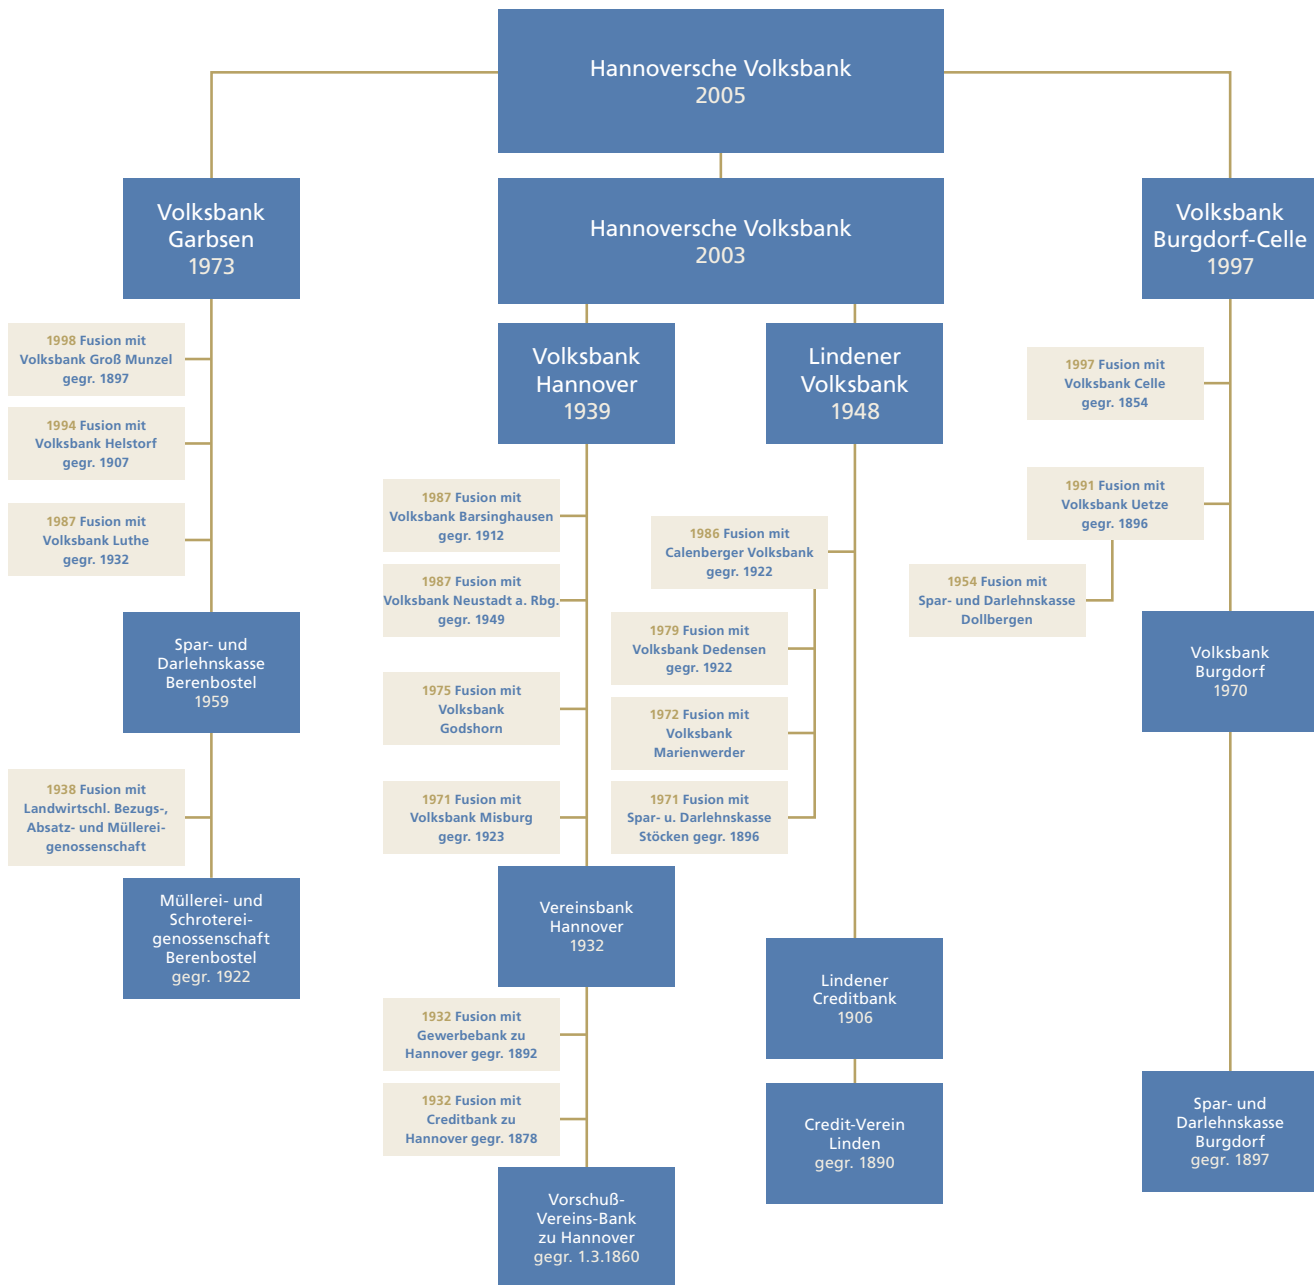 Hannoversche Volksbank
2005
Volksbank
Garbsen
1973
Hannoversche Volksbank
2003
Volksbank
Burgdorf-Celle
1997
1998 Fusion mit
Volksbank Groß Munzel
gegr. 1897
1994 Fusion mit
Volksbank Helstorf
gegr. 1907
1987 Fusion mit
Volksbank Luthe
gegr. 1932
Spar- und
Darlehnskasse
Berenbostel
1959
1938 Fusion mit
Landwirtschl. Bezugs-,
Absatz- und Müllerei-
genossenschaft
Müllerei- und
Schroterei-
genossenschaft
Berenbostel
gegr. 1922
Volksbank
Hannover
1939
1987 Fusion mit
Volksbank Barsinghausen
gegr. 1912
1987 Fusion mit
Volksbank Neustadt a. Rbg.
gegr. 1949
1975 Fusion mit
Volksbank
Godshorn
1971 Fusion mit
Volksbank Misburg
gegr. 1923
Vereinsbank
Hannover
1932
1932 Fusion mit
Gewerbebank zu
Hannover gegr. 1892
1932 Fusion mit
Creditbank zu
Hannover gegr. 1878
Vorschuß-
Vereins-Bank
zu Hannover
gegr. 1.3.1860
Lindener
Volksbank
1948
1986 Fusion mit
Calenberger Volksbank
gegr. 1922
1979 Fusion mit
Volksbank Dedensen
gegr. 1922
1972 Fusion mit
Volksbank
Marienwerder
1971 Fusion mit
Spar- u. Darlehnskasse
Stöcken gegr. 1896
Lindener
Creditbank
1906
Credit-Verein
Linden
gegr. 1890
1997 Fusion mit
Volksbank Celle
gegr. 1854
1991 Fusion mit
Volksbank Uetze
gegr. 1896
1954 Fusion mit
Spar- und Darlehnskasse
Dollbergen
Volksbank
Burgdorf
1970
Spar- und
Darlehnskasse
Burgdorf
gegr. 1897